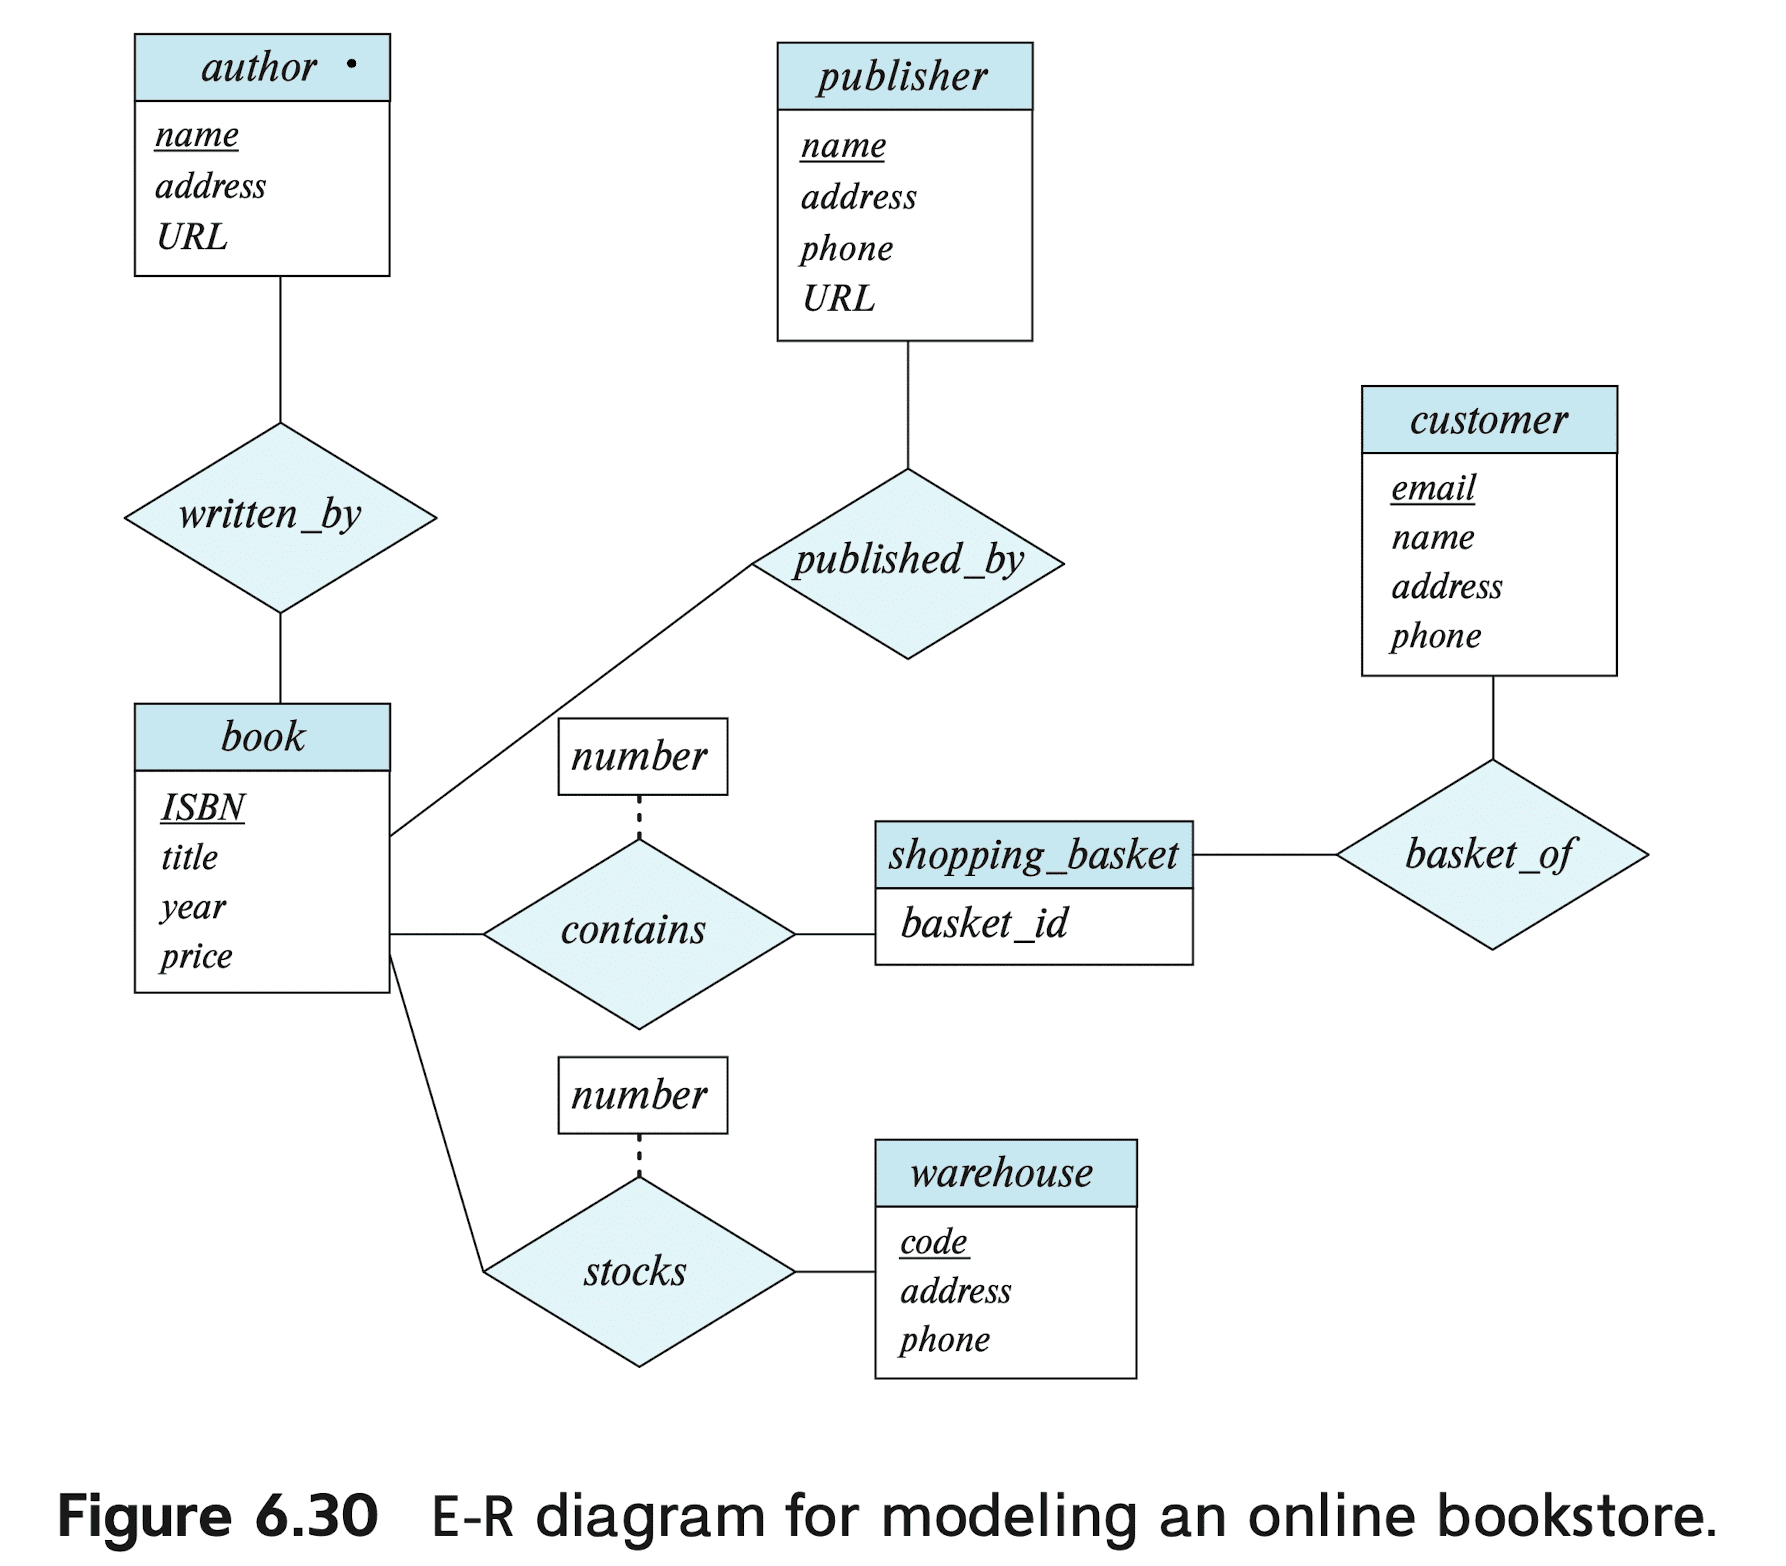 author
name
address
URL
publisher
name
address
phone
URL
customer
email
name
address
phone
written_by
published_by
book
ISBN
title
year
price
number
contains
shopping_basket
basket_id
basket_of
number
stocks
warehouse
code
address
phone
Figure 6.30 E-R diagram for modeling an online bookstore.